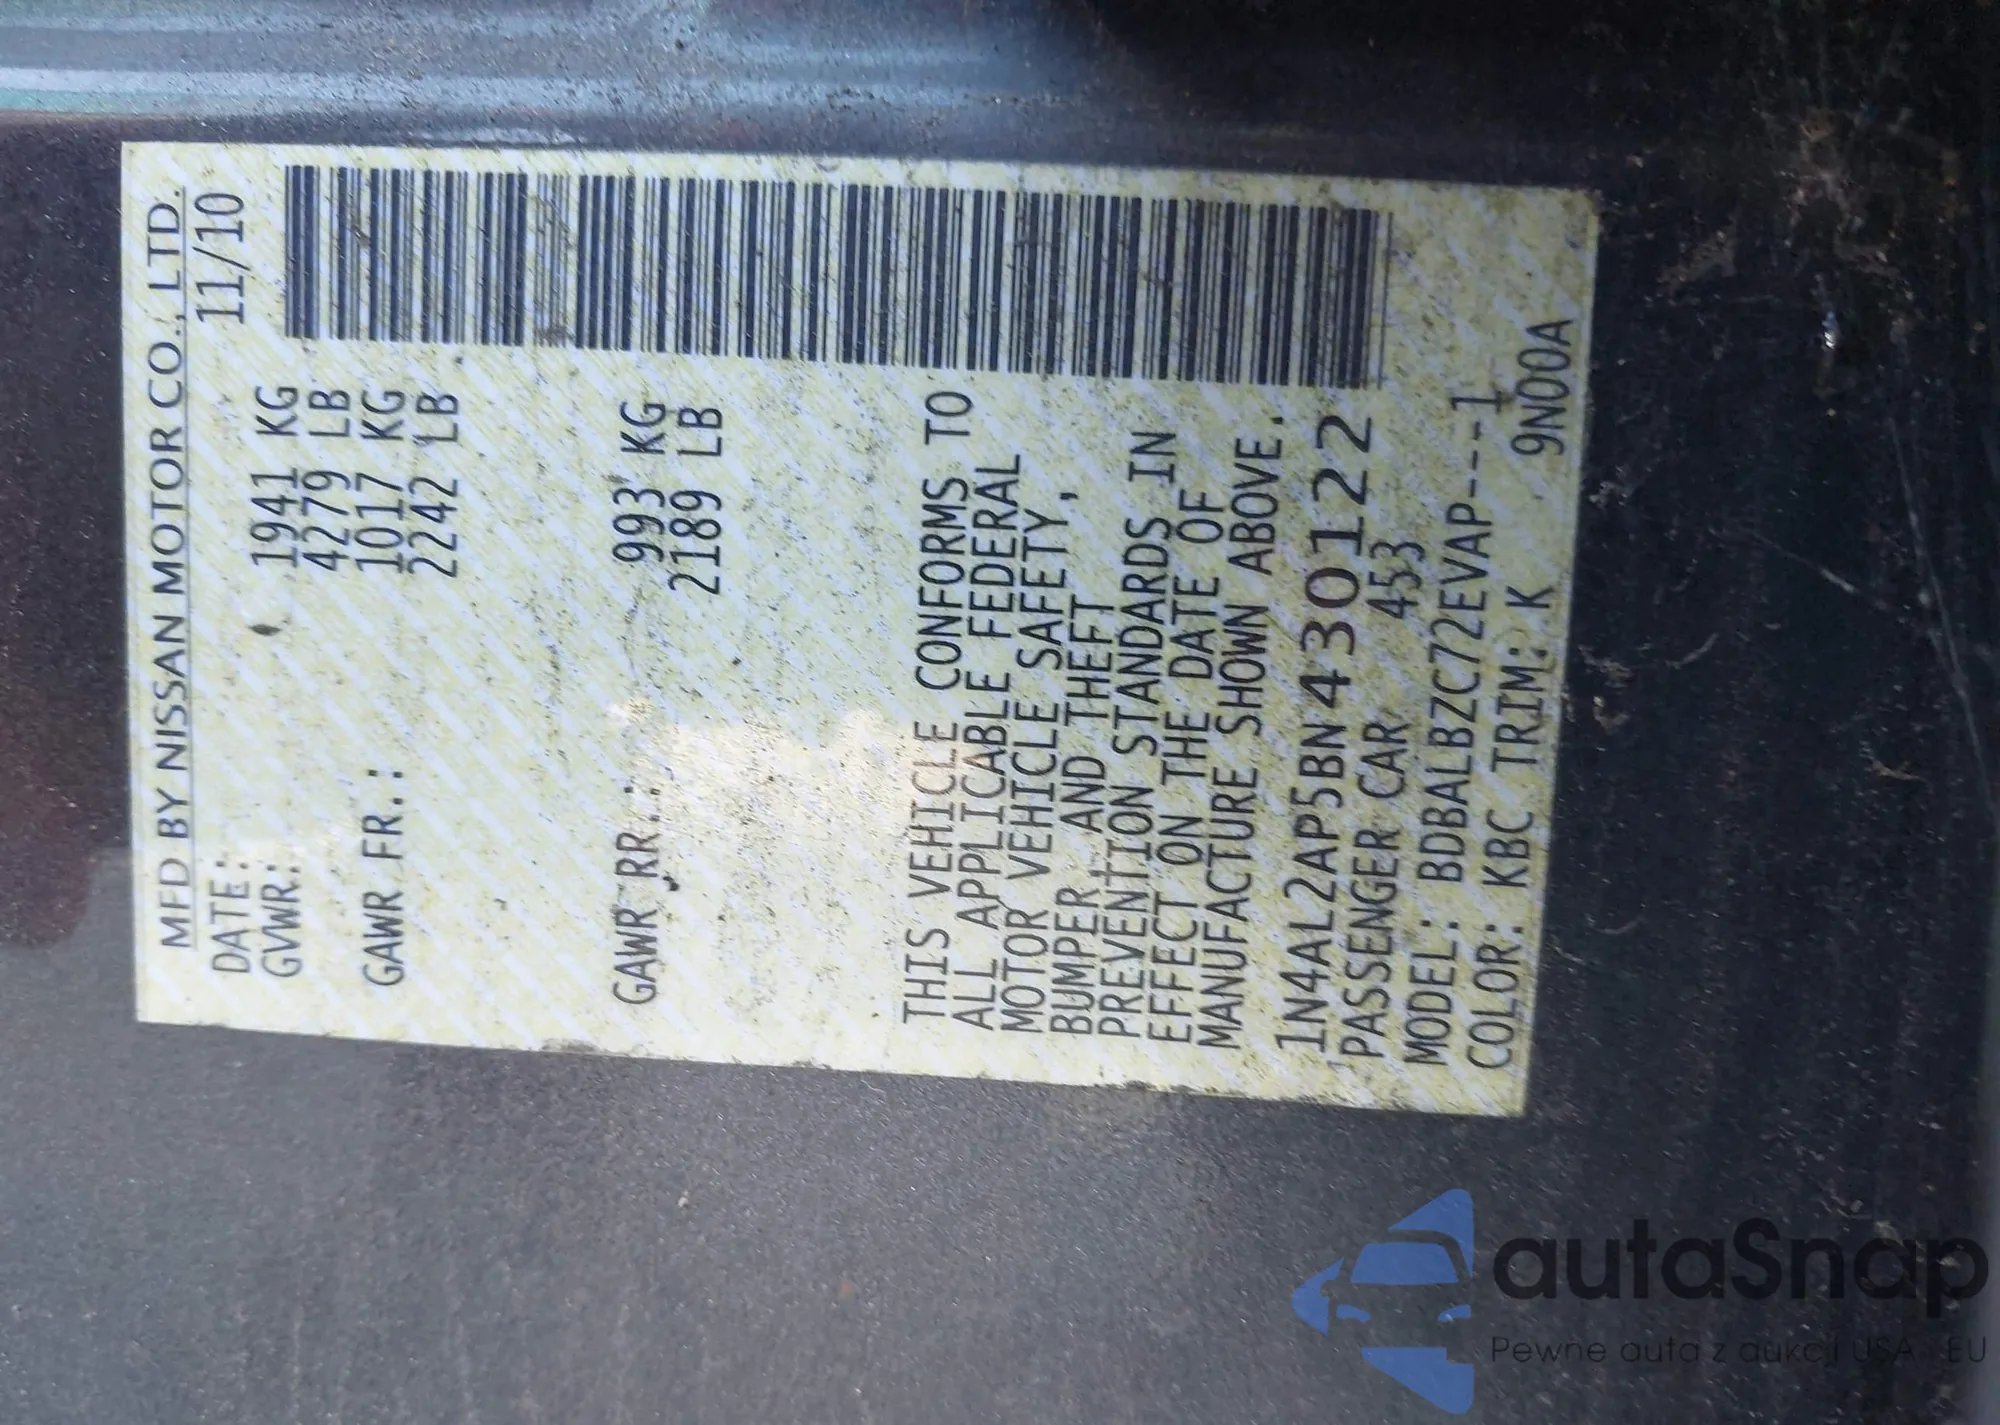 MFD BY NISSAN MOTOR CO., LTD.
DATE: 11/10
GVWR: 1941 KG
4279 LB
GAWR FR.: 1017 KG
2242 LB
GAWR RR.: 993 KG
2189 LB
THIS VEHICLE CONFORMS TO
ALL APPLICABLE FEDERAL
MOTOR VEHICLE SAFETY,
BUMPER, AND THEFT
PREVENTION STANDARDS IN
EFFECT ON THE DATE OF
MANUFACTURE SHOWN ABOVE.
1N4AL2AP5BN430122
PASSENGER CAR 453
MODEL: BDBALBZC72EVAP----1
COLOR: KBC TRIM: K 9N00A
autaSnap
Pewne auta z aukcji USA i EU